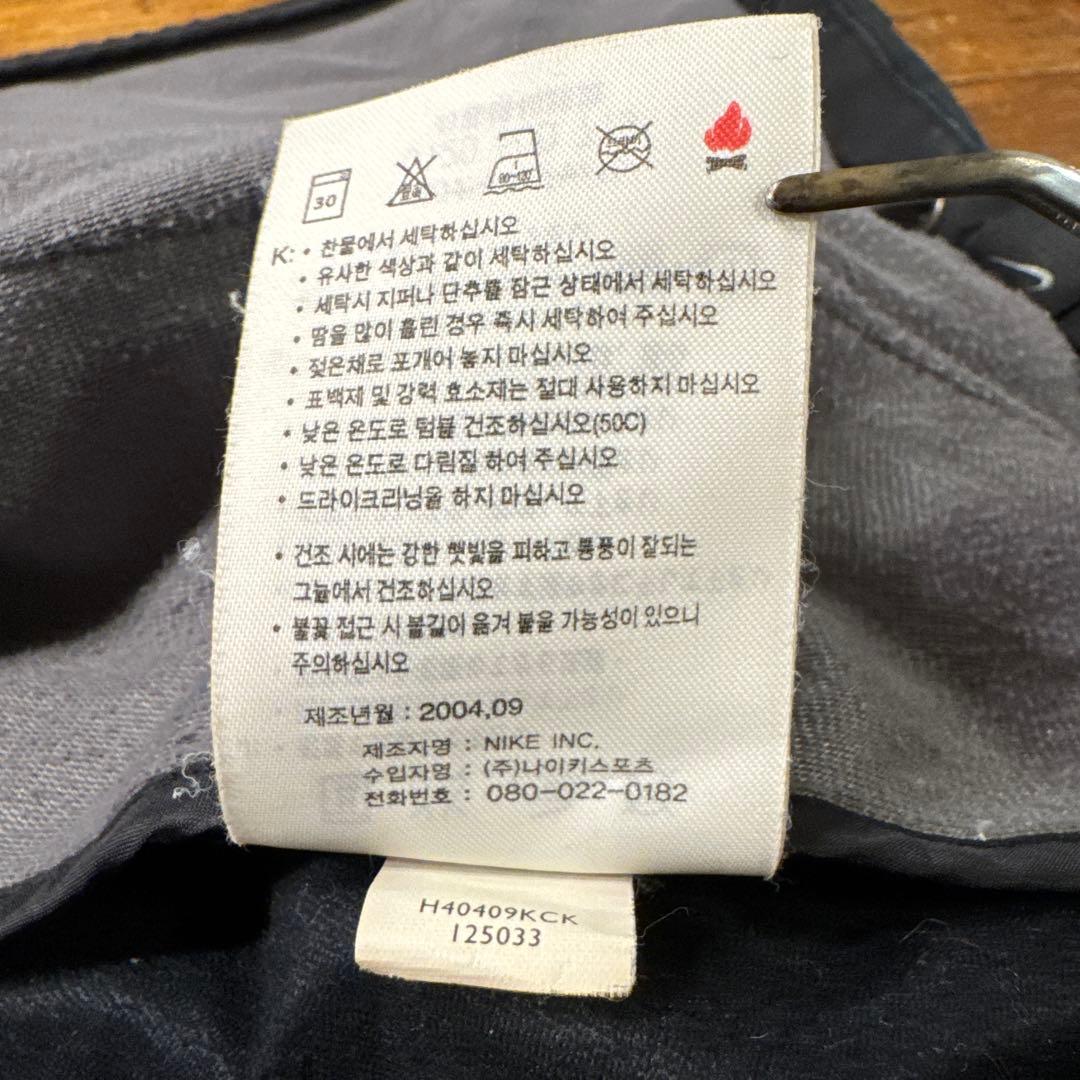 30
80~120°
K: • 찬물에서 세탁하십시오
• 유사한 색상과 같이 세탁하십시오
• 세탁시 지퍼나 단추를 잠근 상태에서 세탁하십시오
• 땀을 많이 흘린 경우 즉시 세탁하여 주십시오
• 젖은채로 포개어 놓지 마십시오
• 표백제 및 강력 효소제는 절대 사용하지 마십시오
• 낮은 온도로 텀블 건조하십시오(50C)
• 낮은 온도로 다림질 하여 주십시오
• 드라이크리닝을 하지 마십시오
• 건조 시에는 강한 햇빛을 피하고 통풍이 잘되는
그늘에서 건조하십시오
• 불꽃 접근 시 불길이 옮겨 붙을 가능성이 있으니
주의하십시오
제조년월 : 2004.09
제조자명 : NIKE INC.
수입자명 : (주)나이키스포츠
전화번호 : 080-022-0182
H40409KCK
125033